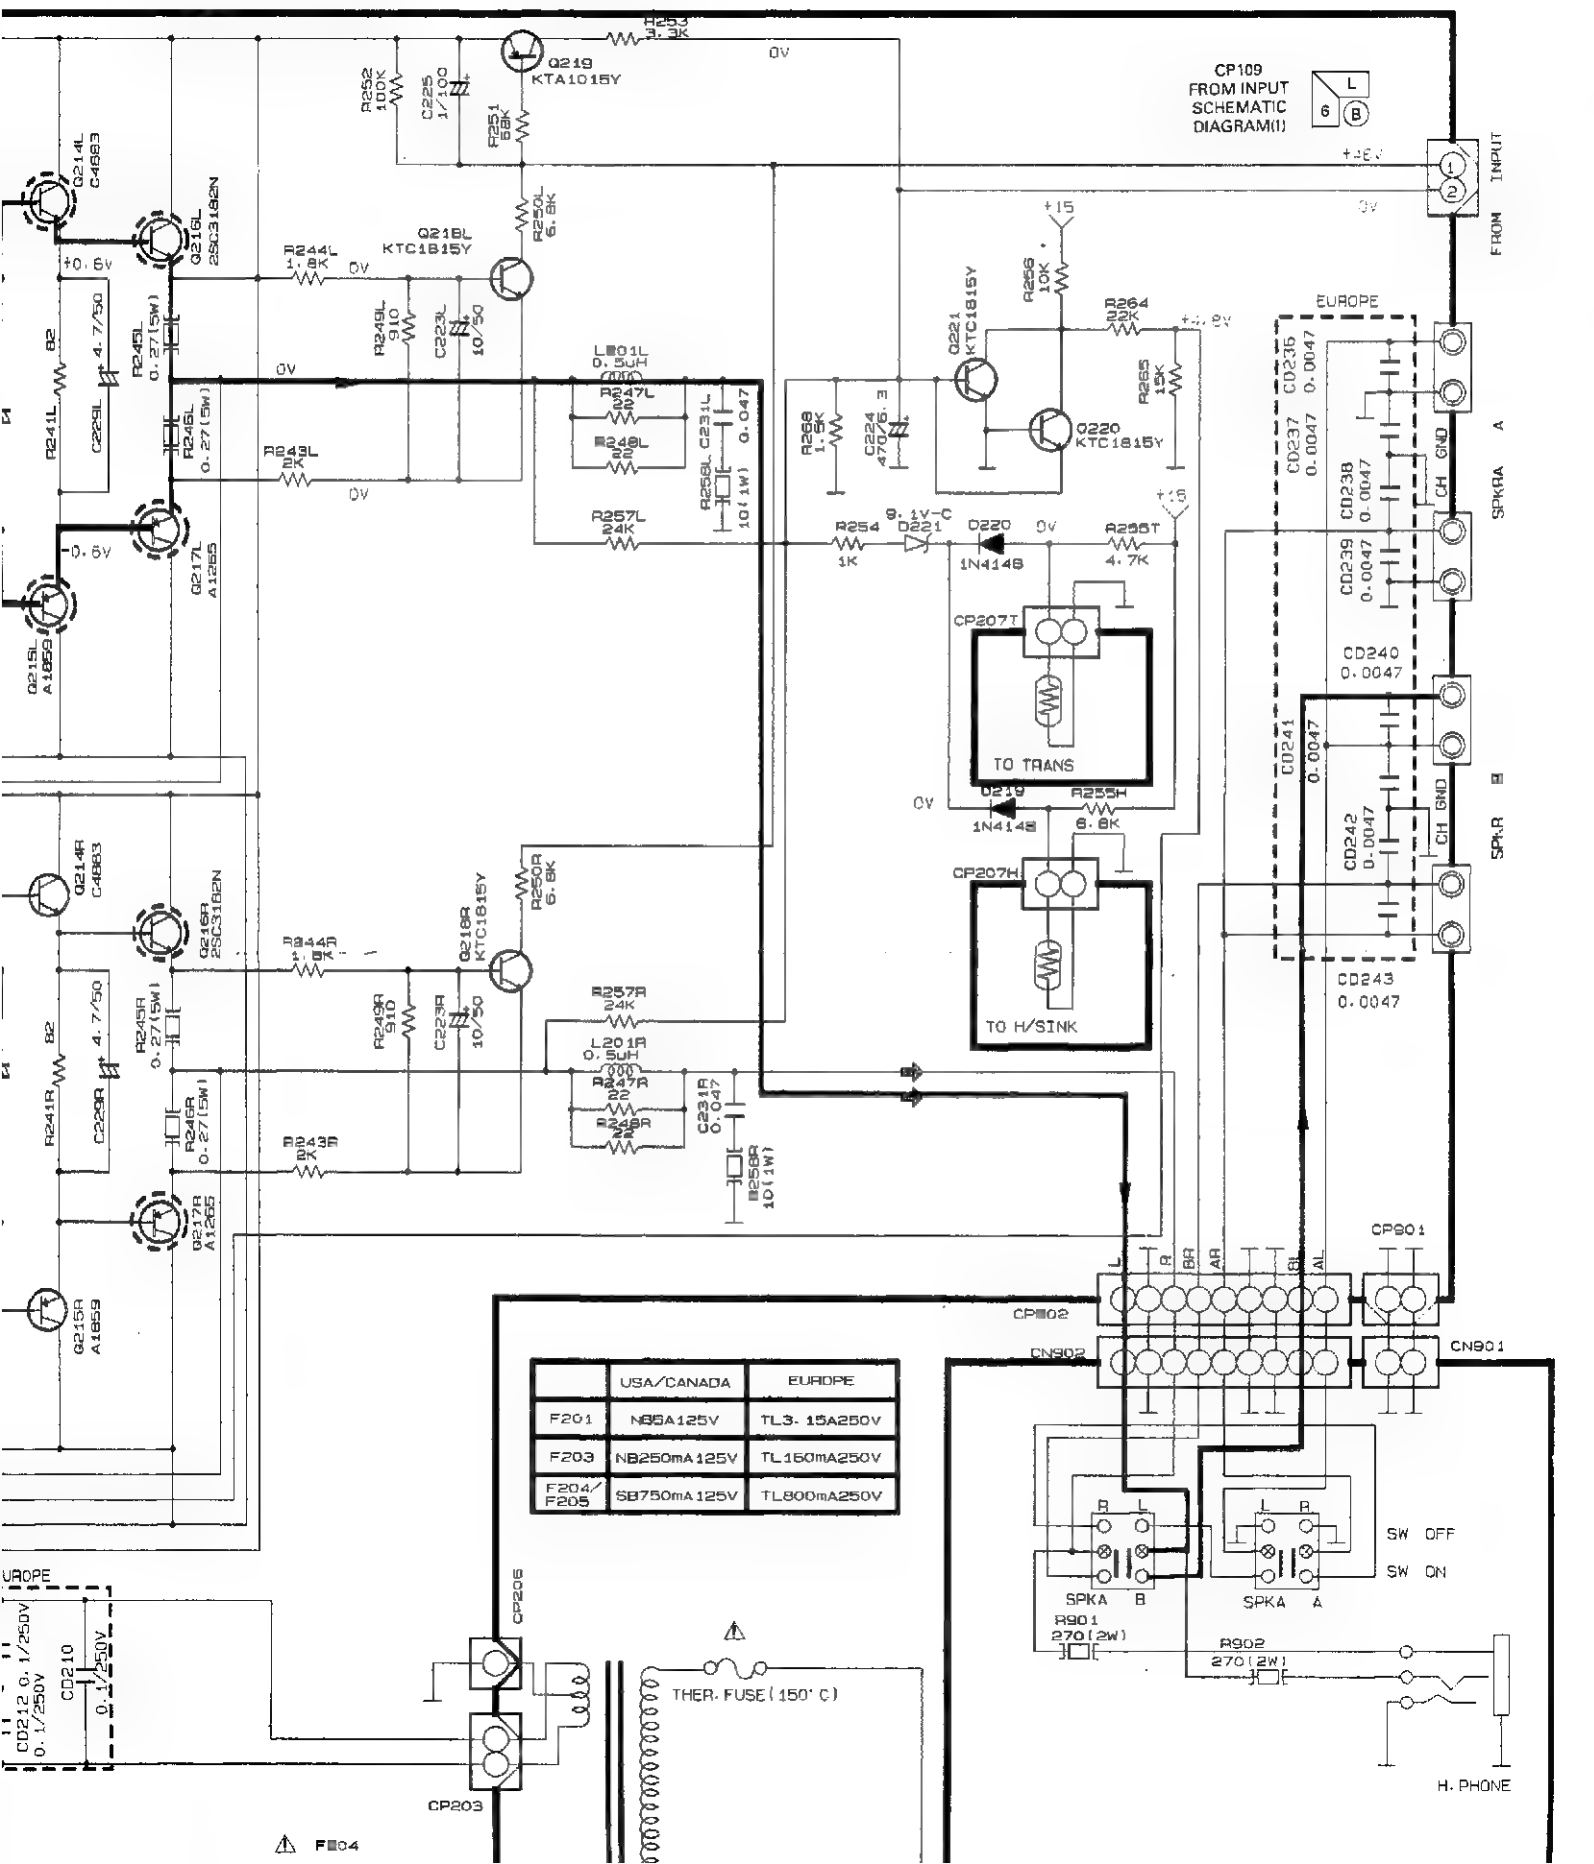 R253
3.3K
0V
Q219
KTA1015Y
R252
100K
C225
1/100
R251
68K
CP109
FROM INPUT
SCHEMATIC
DIAGRAM(1)
L
6
B
1
2
0V
FROM INPUT
Q214L
C4883
Q216L
2SC3182N
R250L
6.8K
Q218L
KTC1815Y
+0.6V
R244L
1.8K
0V
R249L
910
C223L
10/50
+15
R256
10K
Q221
KTC1815Y
R264
22K
EUROPE
CD236
0.0047
R241L
82
C229L
4.7/50
R245L
0.27(5W)
0V
0.5uH
R247L
22
R248L
22
C231L
0.047
R258L
10(1W)
R268
1.5K
C224
470/6.3
Q220
KTC1815Y
R265
15K
CD237
0.0047
CD238
0.0047
CH GND
SPKRA A
R246L
0.27(5W)
R243L
2K
0V
R257L
24K
R254
1K
9.1V-C
D221
D220
1N4148
0V
R255T
4.7K
+15
CD239
0.0047
-0.6V
Q217L
A1265
Q215L
A1859
CP207T
TO TRANS
CD240
0.0047
CD241
0.0047
CD242
0.0047
CH GND
SPKR B
0V
D219
1N4148
R255H
6.8K
CP207H
TO H/SINK
CD243
0.0047
Q214R
C4883
Q216R
2SC3182N
Q218R
KTC1815Y
R250R
6.8K
R244R
R249R
910
C223R
10/50
R257R
24K
L201R
0.5uH
R247R
22
R248R
22
C231R
0.047
R258R
10(1W)
R241R
82
C229R
4.7/50
R245R
0.27(5W)
R246R
0.27(5W)
R243R
2K
Q217R
A1265
Q215R
A1859
L
R
BR
AR
BL
AL
CP901
CN902
CN901
USA/CANADA
EUROPE
F201
NB5A125V
TL3.15A250V
F203
NB250mA125V
TL160mA250V
F204/
F205
SB750mA125V
TL800mA250V
R L
L R
SW OFF
SW ON
SPKA B
SPKA A
R901
270(2W)
R902
270(2W)
H.PHONE
UROPE
CD212 0.1/250V
0.1/250V
CD210
0.1/250V
CP206
THER.FUSE(150°C)
CP203